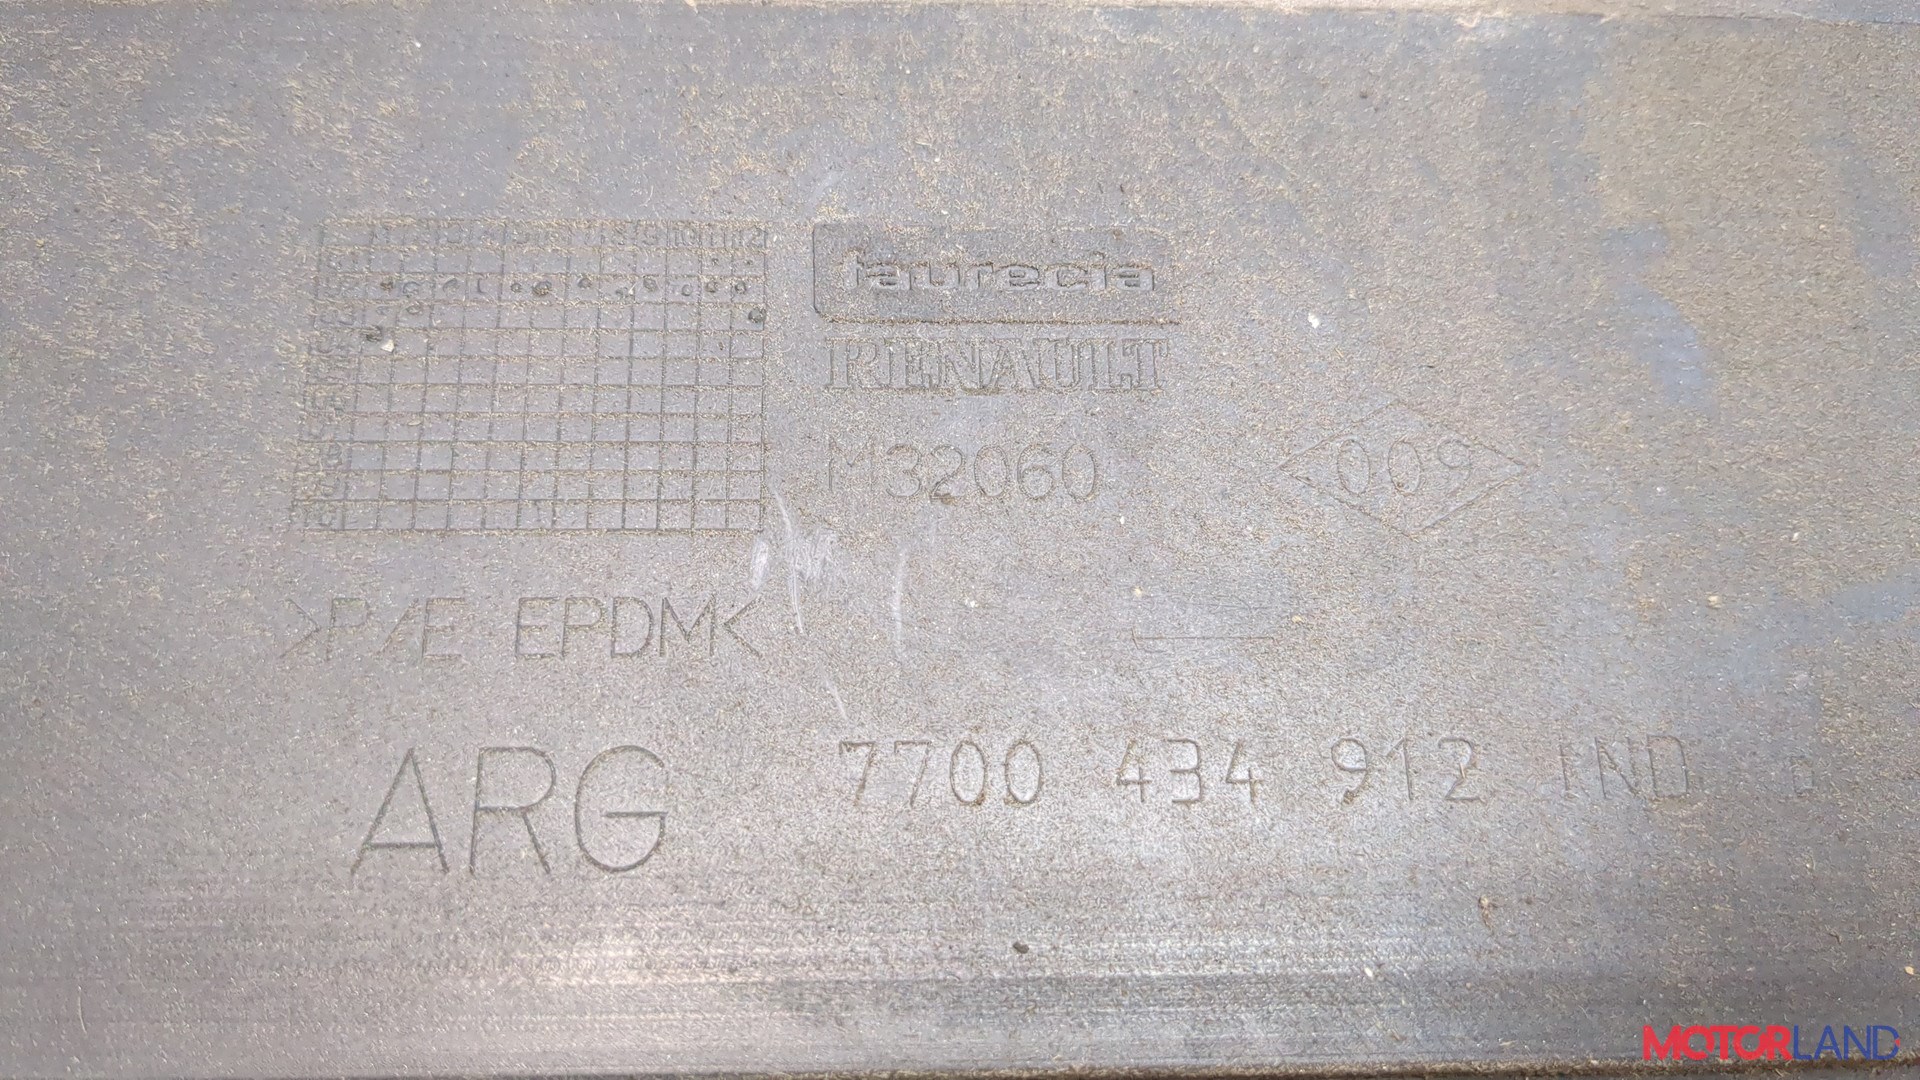 faurecia
RENAULT
M32060
009
>P/E EPDM<
ARG
7700 434 912 IND
MOTORLAND